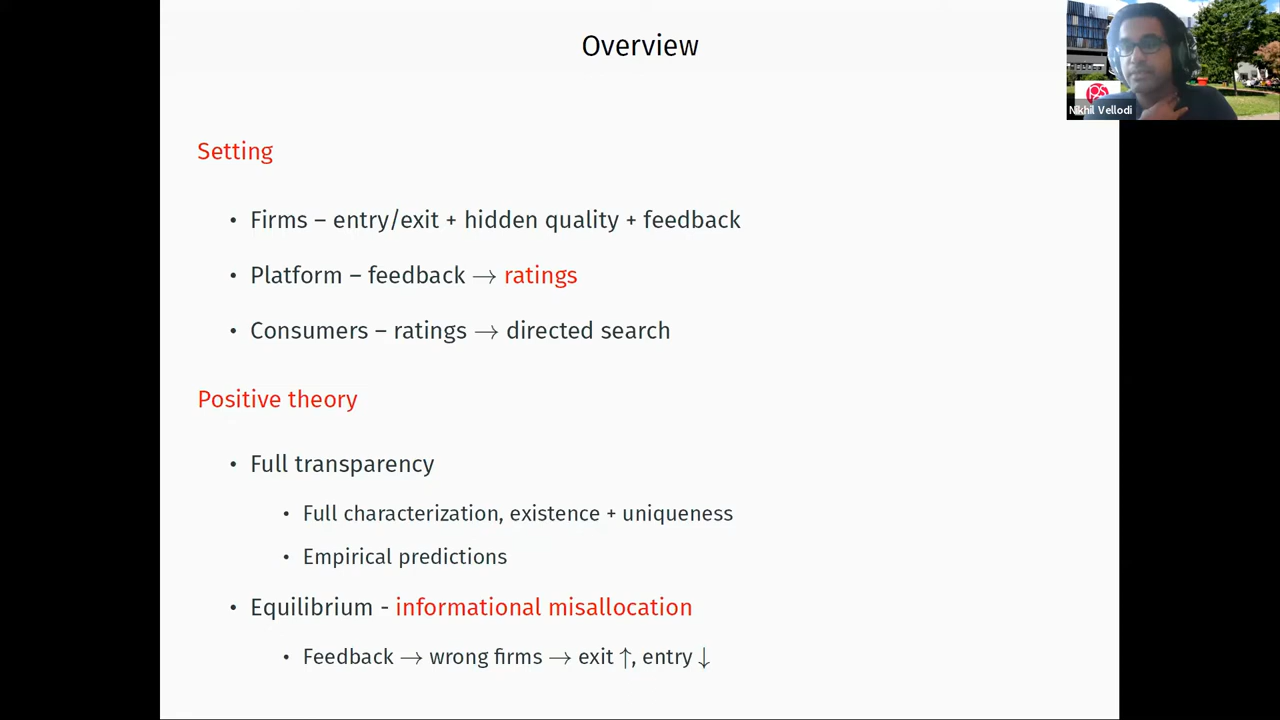 Overview
Nikhil Vellodi
Setting
• Firms – entry/exit + hidden quality + feedback
• Platform – feedback → ratings
• Consumers – ratings → directed search
Positive theory
• Full transparency
• Full characterization, existence + uniqueness
• Empirical predictions
• Equilibrium - informational misallocation
• Feedback → wrong firms → exit ↑, entry ↓